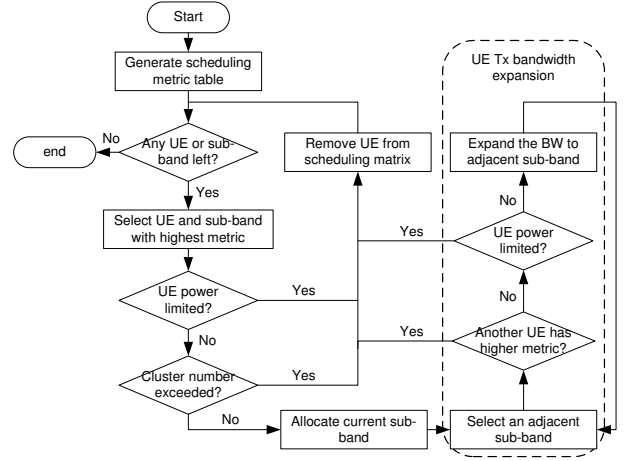 Start
Generate scheduling
metric table
UE Tx bandwidth
expansion
No
end
Any UE or sub-
band left?
Remove UE from
scheduling matrix
Expand the BW to
adjacent sub-band
Yes
No
Select UE and sub-band
with highest metric
Yes
UE power
limited?
UE power
limited?
Yes
No
No
Yes
Another UE has
higher metric?
Cluster number
exceeded?
Yes
No
Allocate current sub-
band
Select an adjacent
sub-band